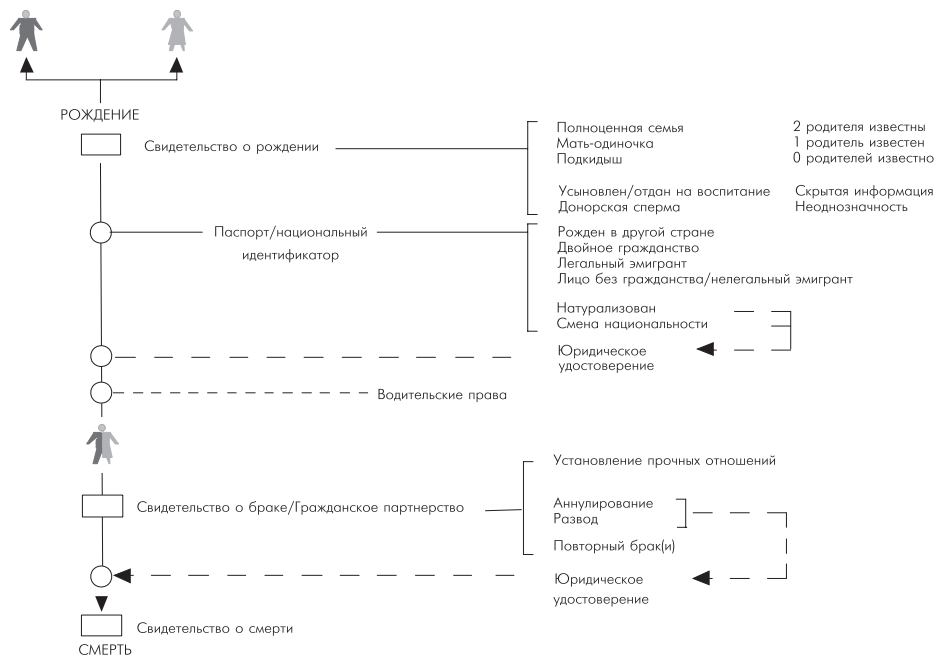 РОЖДЕНИЕ
Свидетельство о рождении
Полноценная семья
2 родителя известны
Мать-одиночка
1 родитель известен
Подкидыш
0 родителей известно
Усыновлен/отдан на воспитание
Скрытая информация
Донорская сперма
Неоднозначность
Паспорт/национальный
идентификатор
Рожден в другой стране
Двойное гражданство
Легальный эмигрант
Лицо без гражданства/нелегальный эмигрант
Натурализован
Смена национальности
Юридическое
удостоверение
Водительские права
Свидетельство о браке/Гражданское партнерство
Установление прочных отношений
Аннулирование
Развод
Повторный брак(и)
Юридическое
удостоверение
Свидетельство о смерти
СМЕРТЬ